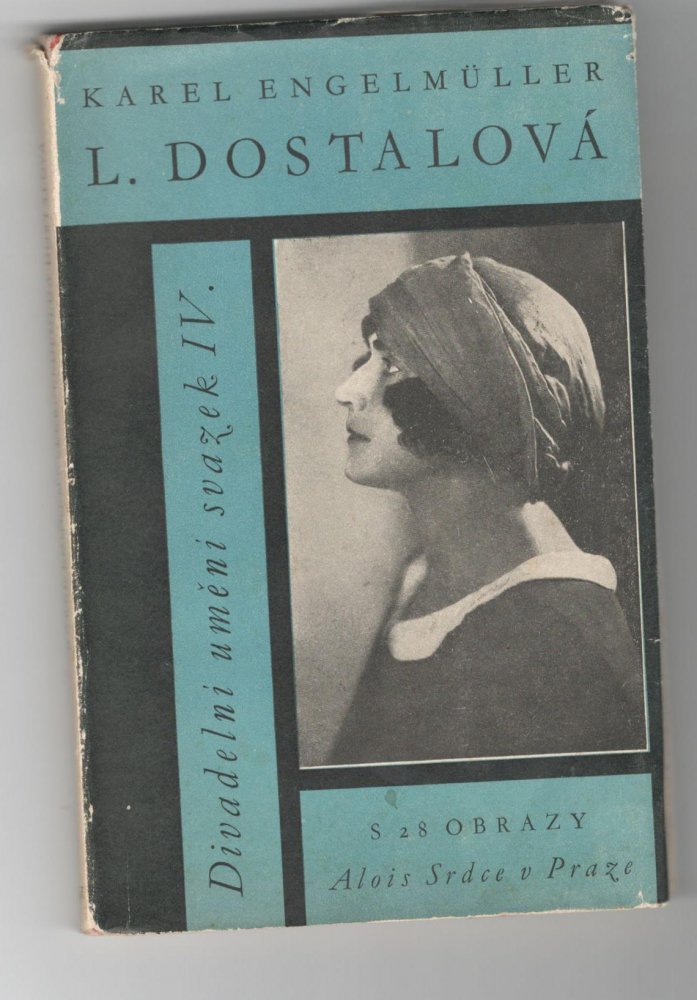 KAREL ENGELMÜLLER
L. DOSTALOVÁ
Divadelní umění svazek IV.
S 28 OBRAZY
Alois Srdce v Praze